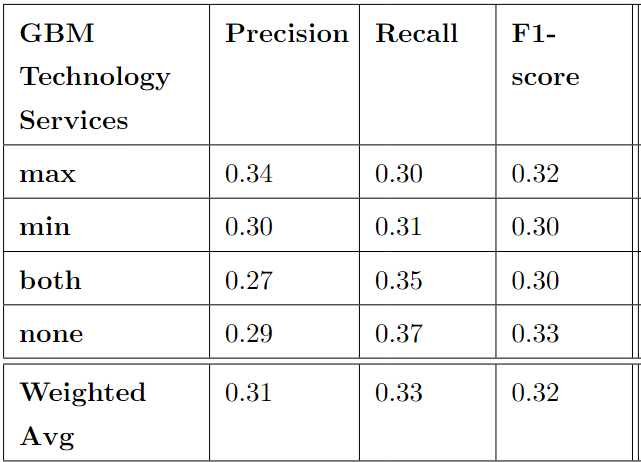 GBM Technology Services Precision Recall F1-score
max 0.34 0.30 0.32
min 0.30 0.31 0.30
both 0.27 0.35 0.30
none 0.29 0.37 0.33
Weighted Avg 0.31 0.33 0.32